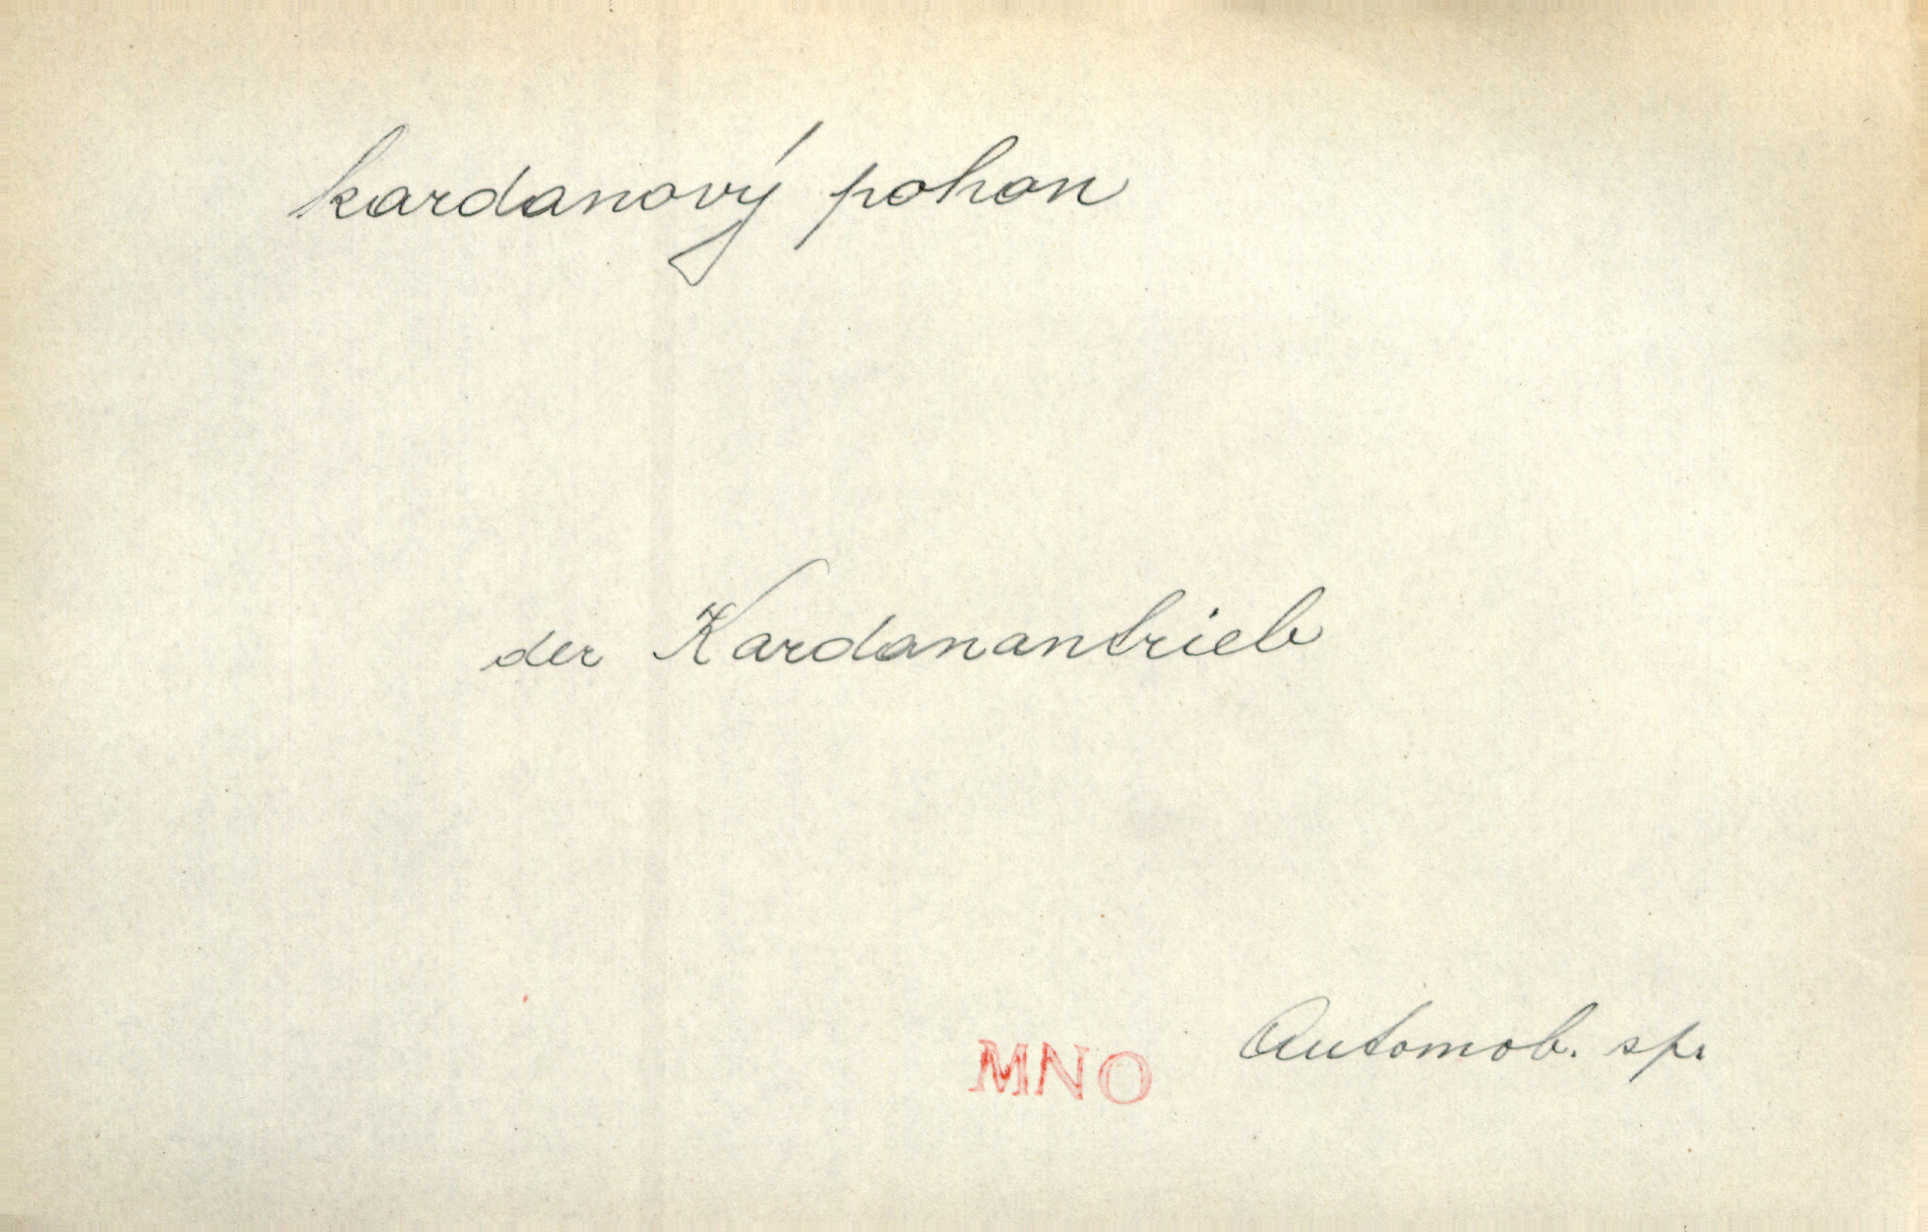 kardanový pohon
der Kardanantrieb
MNO Automob. sp.